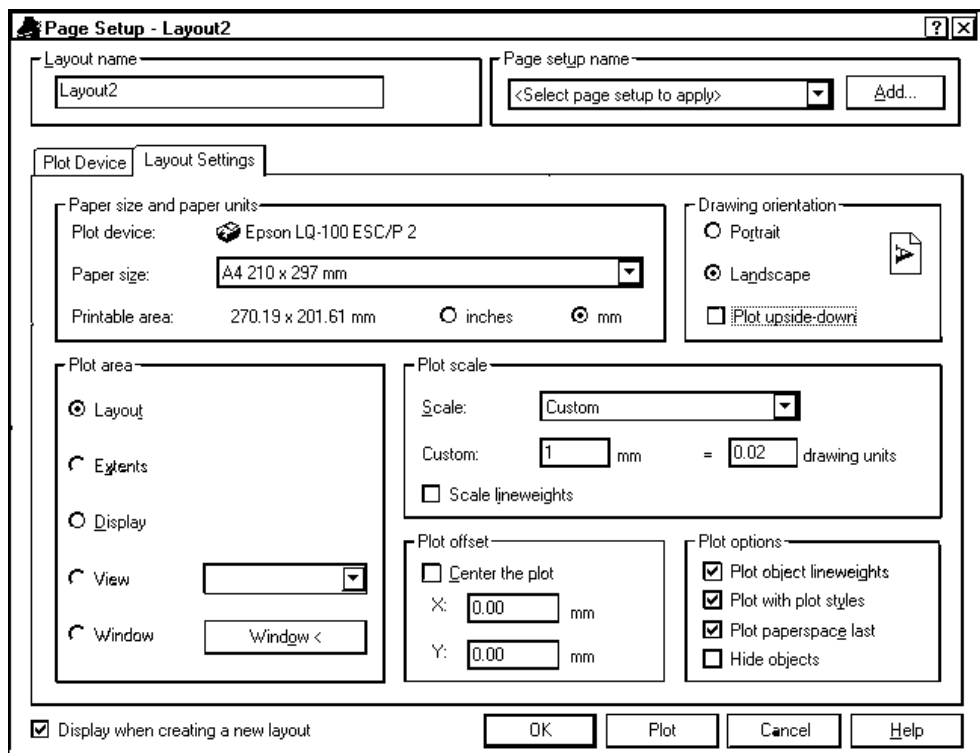 Page Setup - Layout2
Layout name
Layout2
Page setup name
<Select page setup to apply>
Add...
Plot Device
Layout Settings
Paper size and paper units
Plot device: Epson LQ-100 ESC/P 2
Paper size: A4 210 x 297 mm
Printable area: 270.19 x 201.61 mm inches mm
Drawing orientation
Portrait
Landscape
Plot upside-down
A
Plot area
Layout
Extents
Display
View
Window Window <
Plot scale
Scale: Custom
Custom: 1 mm = 0.02 drawing units
Scale lineweights
Plot offset
Center the plot
X: 0.00 mm
Y: 0.00 mm
Plot options
Plot object lineweights
Plot with plot styles
Plot paperspace last
Hide objects
Display when creating a new layout
OK Plot Cancel Help